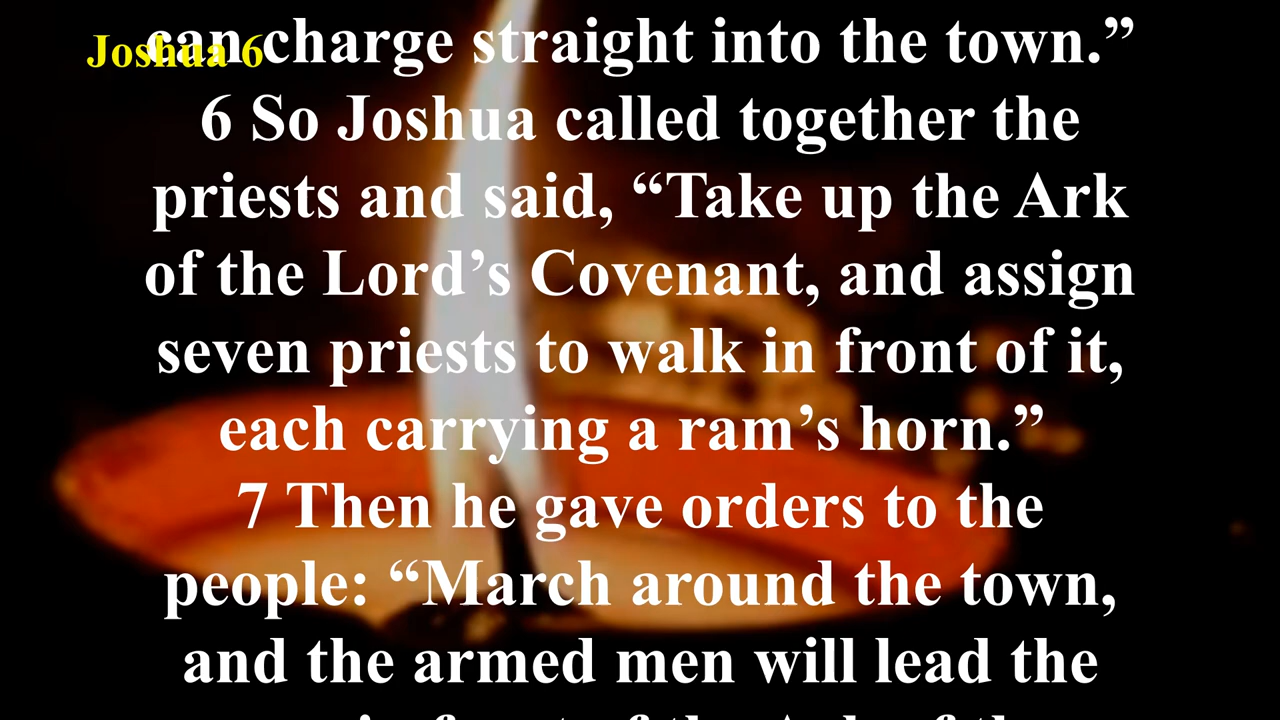 Joshua 6
can charge straight into the town.”
6 So Joshua called together the
priests and said, “Take up the Ark
of the Lord’s Covenant, and assign
seven priests to walk in front of it,
each carrying a ram’s horn.”
7 Then he gave orders to the
people: “March around the town,
and the armed men will lead the